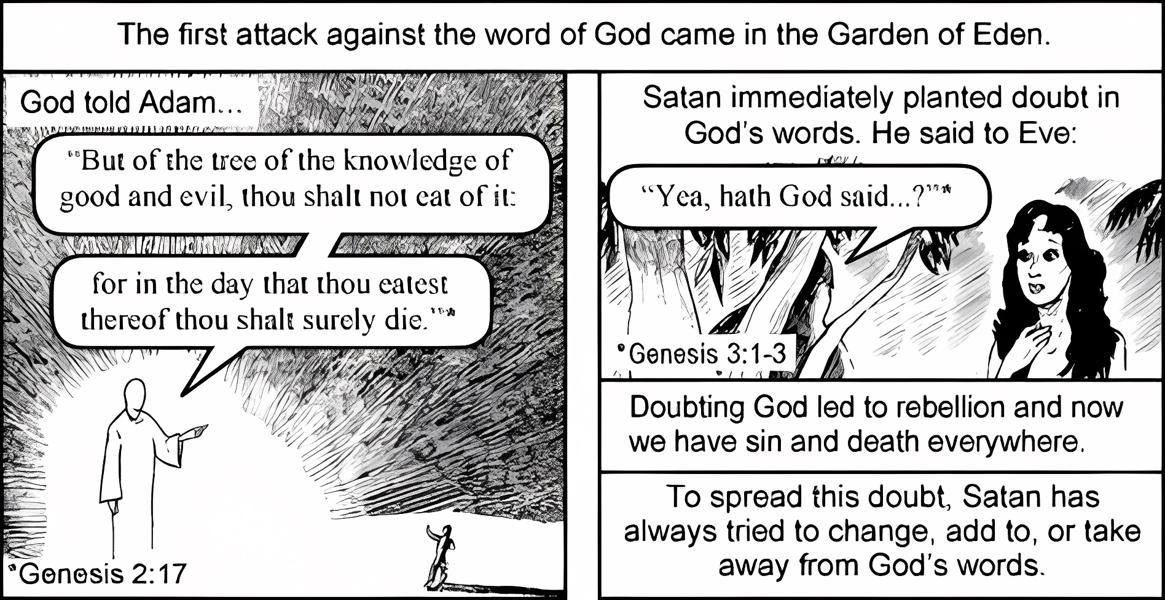 The first attack against the word of God came in the Garden of Eden.
God told Adam...
"But of the tree of the knowledge of
good and evil, thou shalt not eat of it:
for in the day that thou eatest
thereof thou shalt surely die."*
*Genesis 2:17
Satan immediately planted doubt in
God's words. He said to Eve:
"Yea, hath God said...?"*
*Genesis 3:1-3
Doubting God led to rebellion and now
we have sin and death everywhere.
To spread this doubt, Satan has
always tried to change, add to, or take
away from God's words.